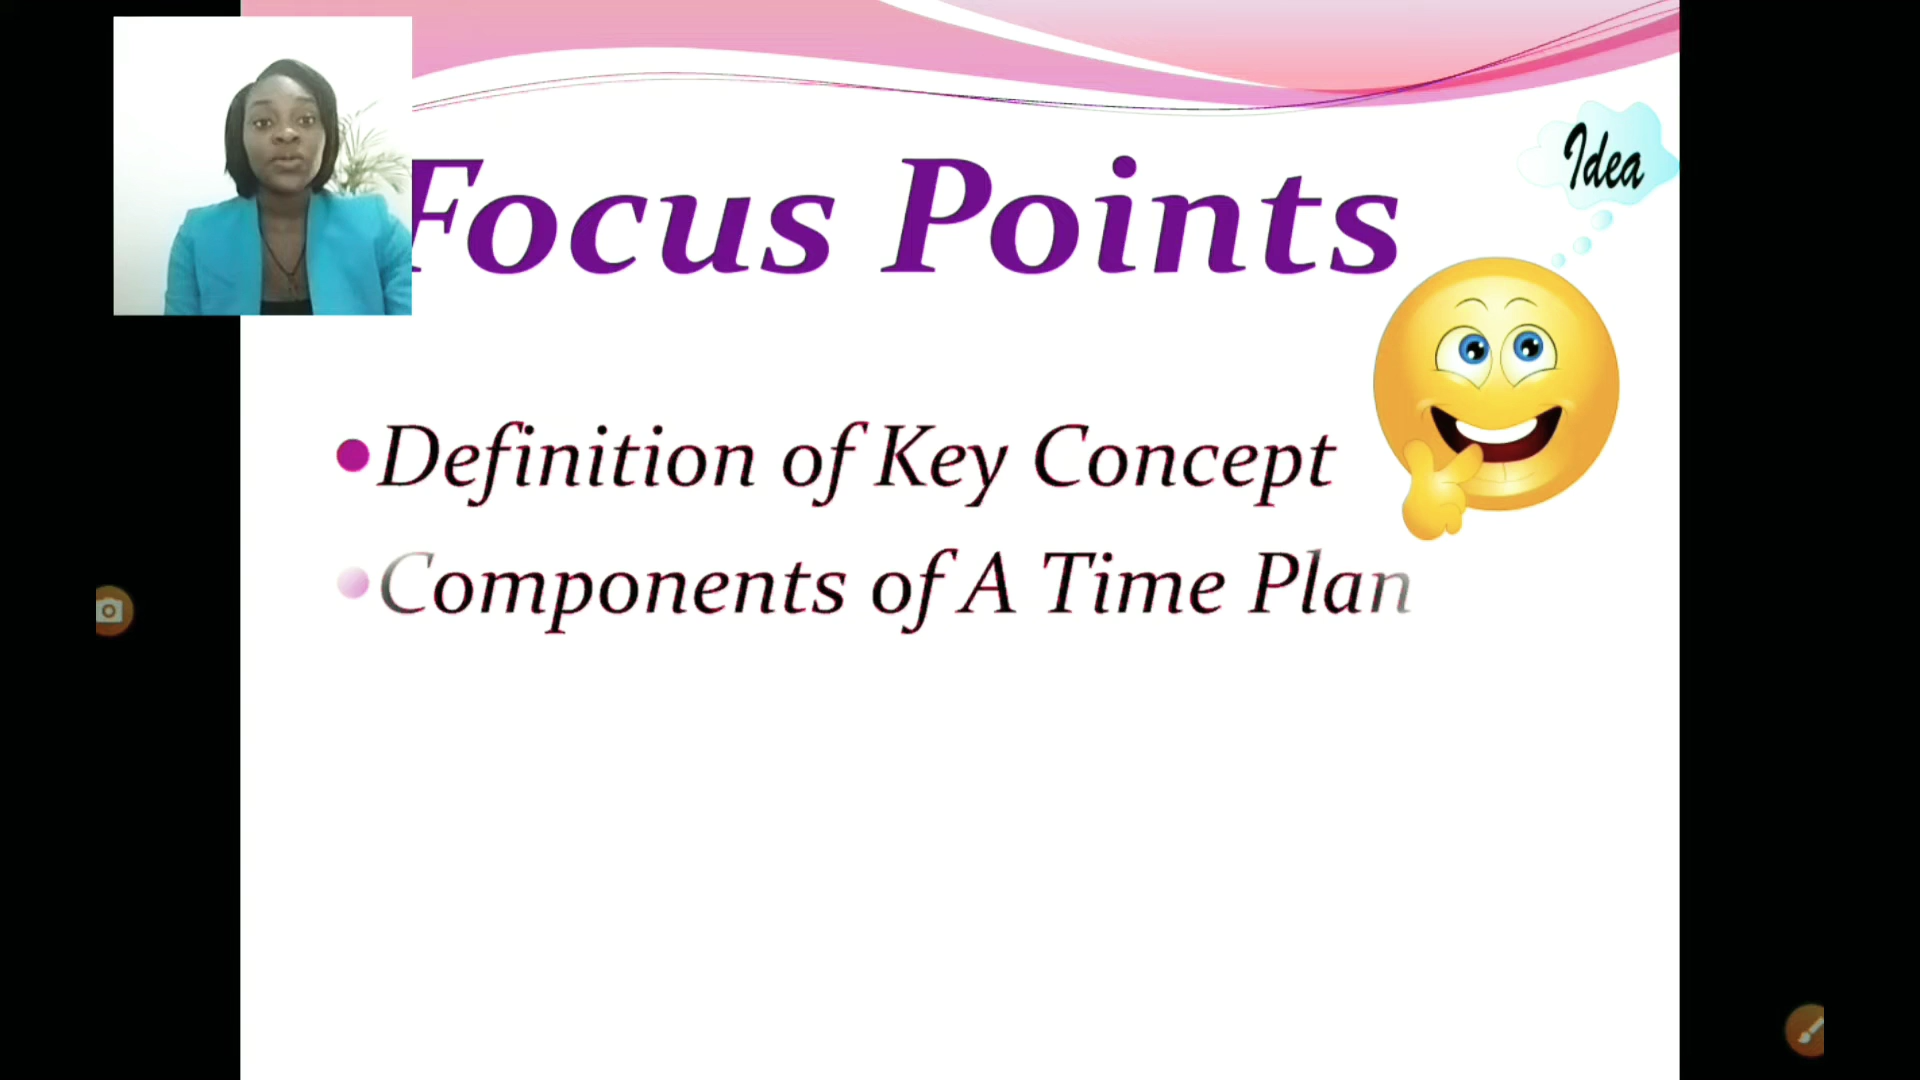 Focus Points
Idea
•Definition of Key Concept
•Components of A Time Plan